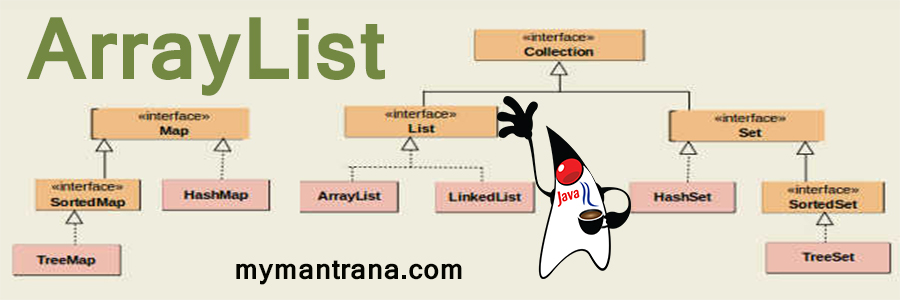 ArrayList
«interface»
Collection
«interface»
Map
«interface»
List
«interface»
Set
«interface»
SortedMap
HashMap
ArrayList
LinkedList
Java
HashSet
«interface»
SortedSet
TreeMap
TreeSet
mymantrana.com